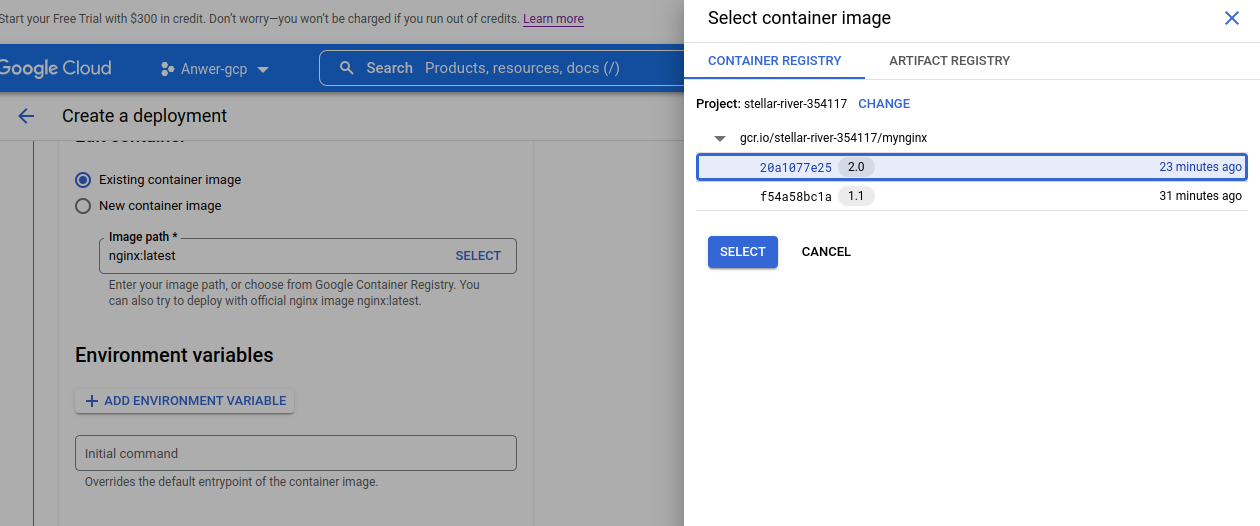 Start your Free Trial with $300 in credit. Don't worry—you won't be charged if you run out of credits. Learn more
Google Cloud
Anwer-gcp
Search Products, resources, docs (/)
Create a deployment
Edit container
Existing container image
New container image
Image path *
nginx:latest SELECT
Enter your image path, or choose from Google Container Registry. You
can also try to deploy with official nginx image nginx:latest.
Environment variables
ADD ENVIRONMENT VARIABLE
Initial command
Overrides the default entrypoint of the container image.
Select container image
CONTAINER REGISTRY ARTIFACT REGISTRY
Project: stellar-river-354117 CHANGE
gcr.io/stellar-river-354117/mynginx
20a1077e25 2.0 23 minutes ago
f54a58bc1a 1.1 31 minutes ago
SELECT CANCEL